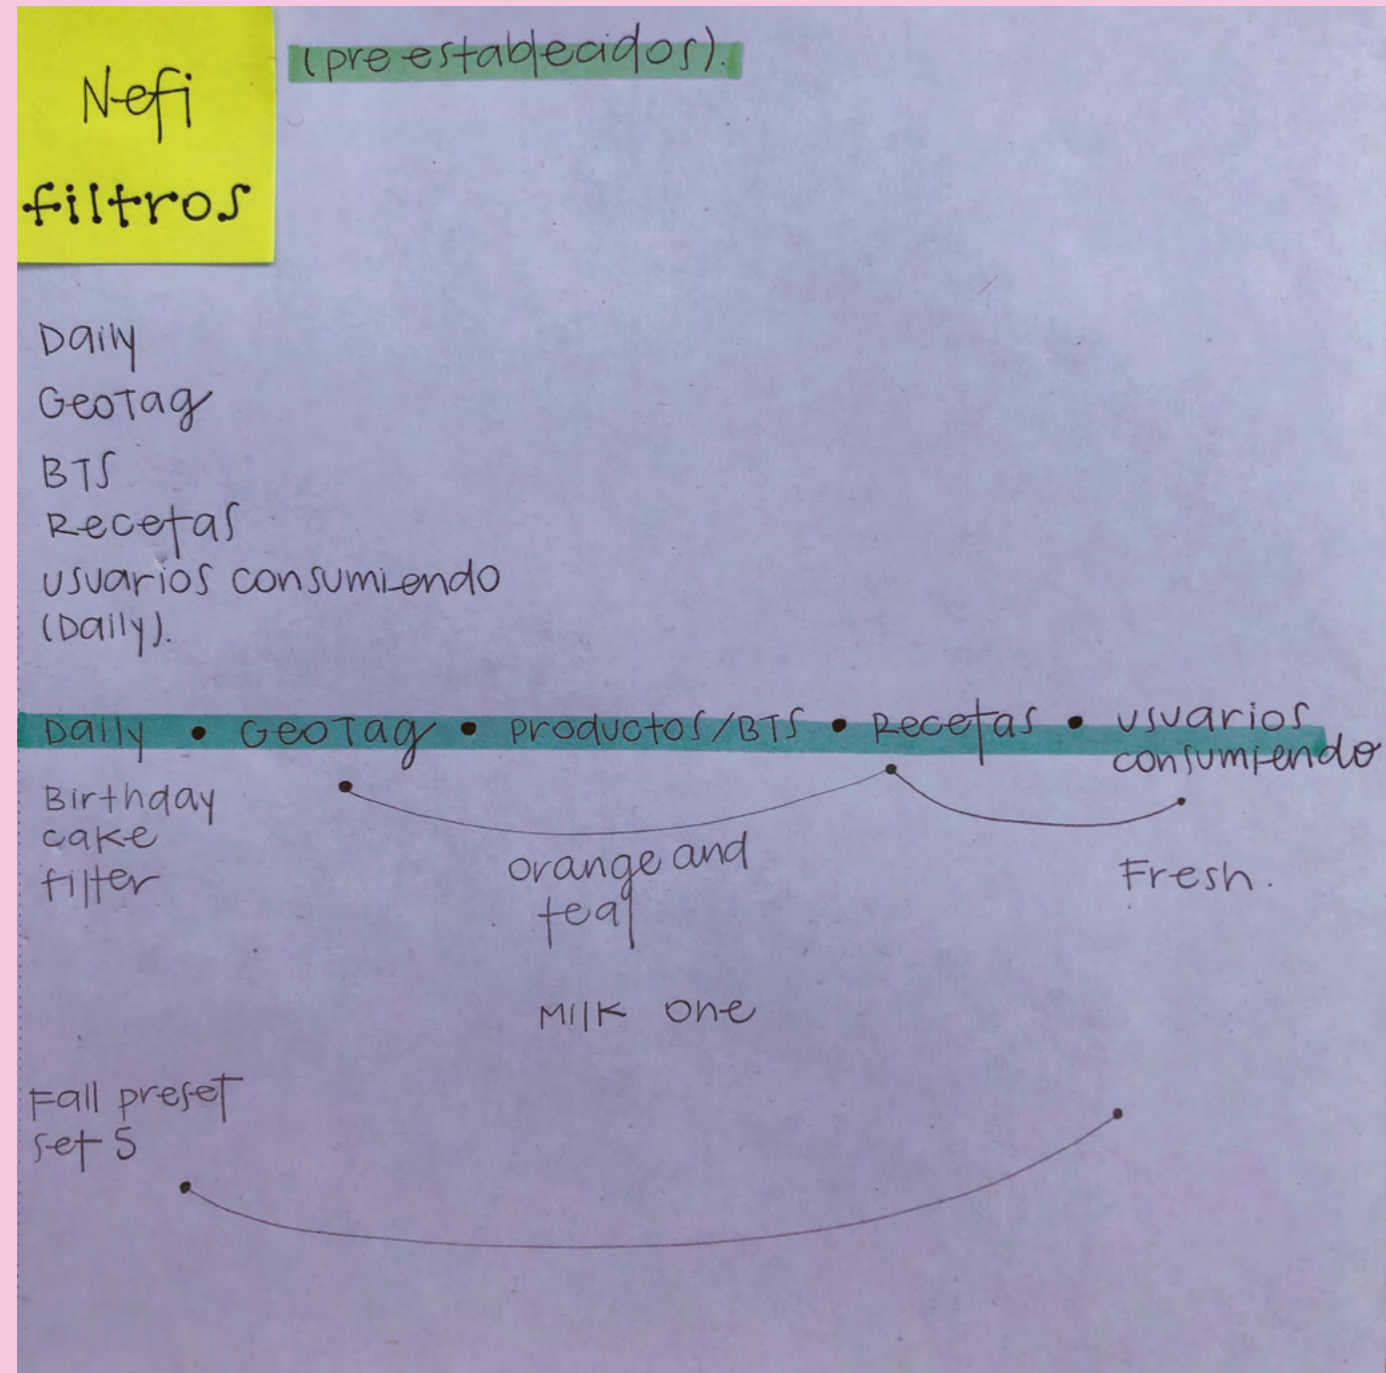 Nefi
filtros
(pre establecidos).
Daily
GeoTag
BTS
Recetas
usuarios consumiendo
(Daily).
Daily • GeoTag • productos/BTS • Recetas • usuarios
consumiendo
Birthday
cake
filter
orange and
teal
Fresh.
Milk one
Fall preset
set 5